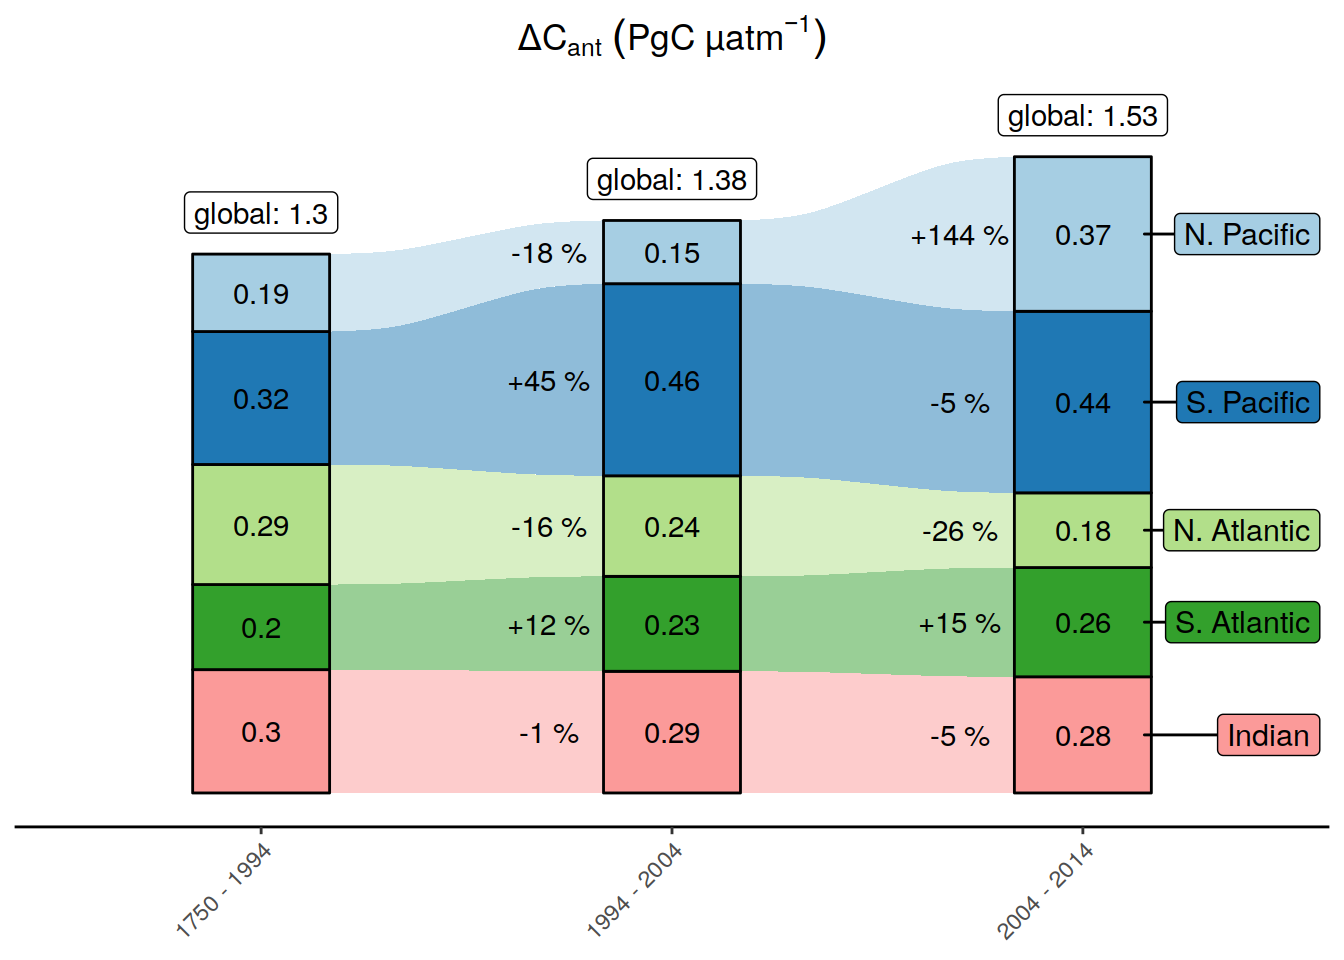 ΔCant (PgC µatm−1)
global: 1.53
global: 1.38
global: 1.3
-18 %
0.15
+144 %
0.37
N. Pacific
0.19
0.32
+45 %
0.46
-5 %
0.44
S. Pacific
0.29
-16 %
0.24
-26 %
0.18
N. Atlantic
0.2
+12 %
0.23
+15 %
0.26
S. Atlantic
0.3
-1 %
0.29
-5 %
0.28
Indian
1750 - 1994
1994 - 2004
2004 - 2014